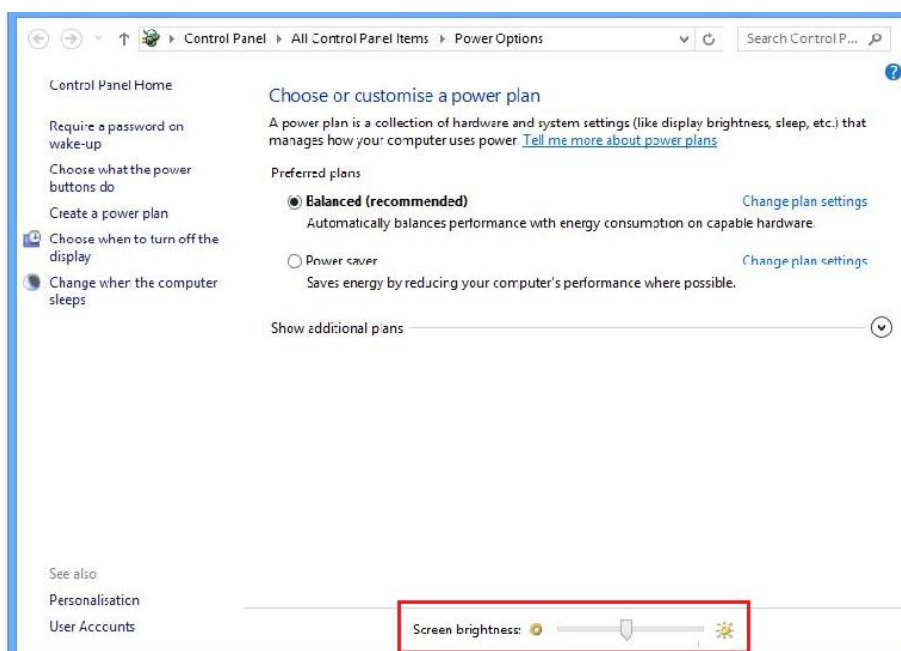 Control Panel All Control Panel Items Power Options Search Control P...
Control Panel Home
Require a password on
wake-up
Choose what the power
buttons do
Create a power plan
Choose when to turn off the
display
Change when the computer
sleeps
See also
Personalisation
User Accounts
Choose or customise a power plan
A power plan is a collection of hardware and system settings (like display brightness, sleep, etc.) that
manages how your computer uses power. Tell me more about power plans
Preferred plans
Balanced (recommended) Change plan settings
Automatically balances performance with energy consumption on capable hardware.
Power saver Change plan settings
Saves energy by reducing your computer's performance where possible.
Show additional plans
Screen brightness: